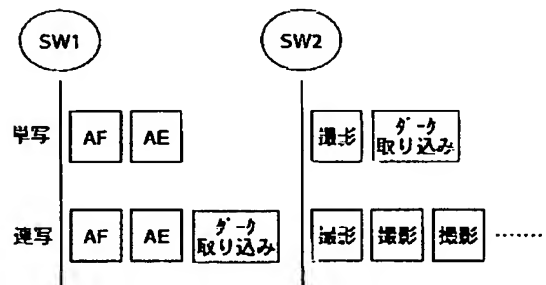 SW1 SW2
単写 AF AE 撮影 ダーク
取り込み
連写 AF AE ダーク
取り込み 撮影 撮影 撮影 ........